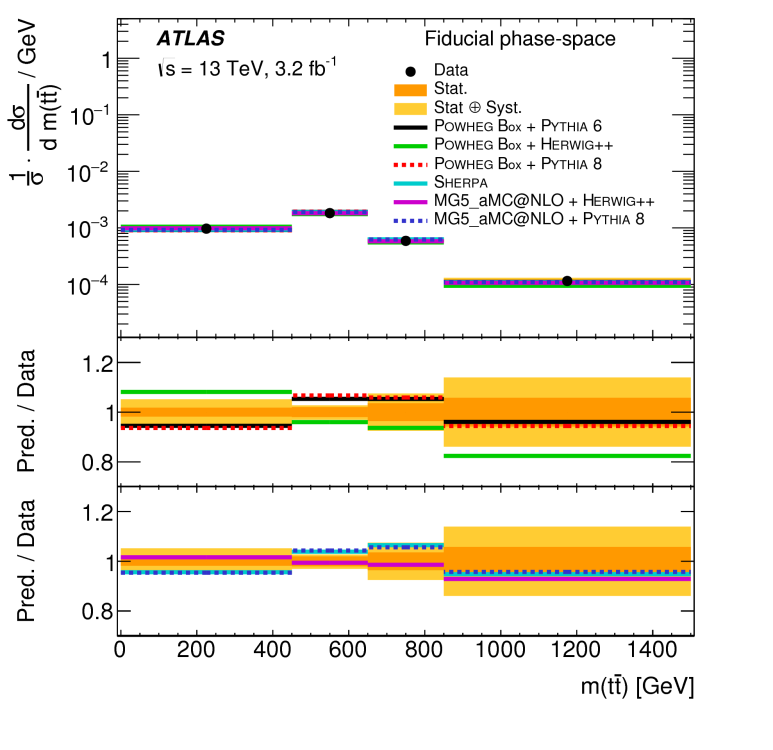 ATLAS
Fiducial phase-space
√s = 13 TeV, 3.2 fb⁻¹
Data
Stat.
Stat ⊕ Syst.
POWHEG BOX + PYTHIA 6
POWHEG BOX + HERWIG++
POWHEG BOX + PYTHIA 8
SHERPA
MG5_aMC@NLO + HERWIG++
MG5_aMC@NLO + PYTHIA 8
1/σ · dσ/d m(tt̄) / GeV
1
10⁻¹
10⁻²
10⁻³
10⁻⁴
Pred. / Data
1.2
1
0.8
Pred. / Data
1.2
1
0.8
0 200 400 600 800 1000 1200 1400
m(tt̄) [GeV]